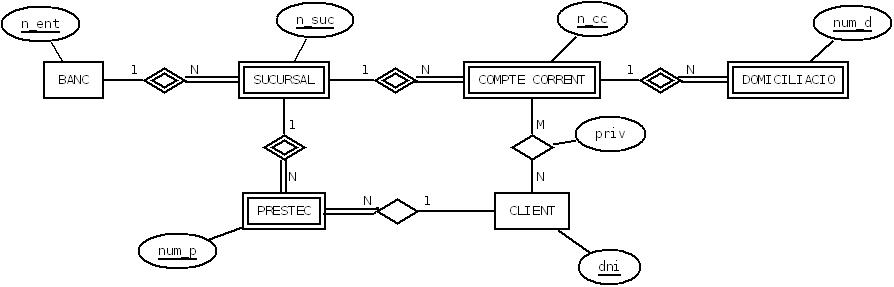 n_ent
n_suc
n_cc
num_d
1
N
1
N
1
N
BANC
SUCURSAL
COMPTE CORRENT
DOMICILIACIO
1
M
priv
N
N
N
1
PRESTEC
CLIENT
num_p
dni